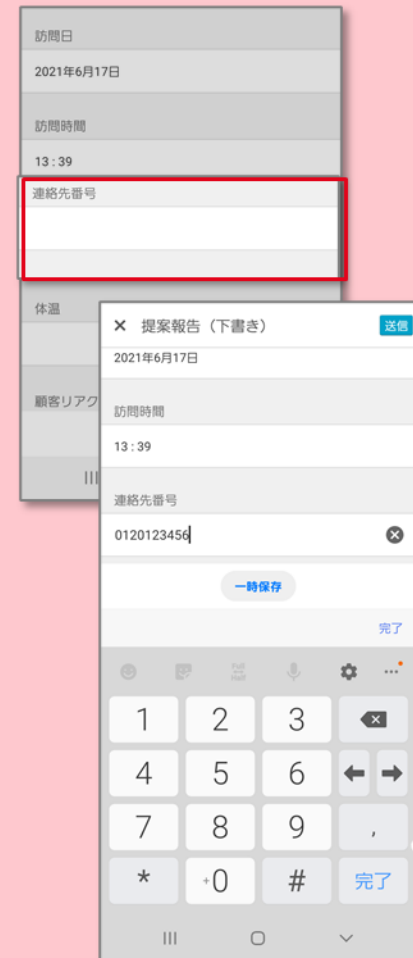 訪問日
2021年6月17日
訪問時間
13:39
連絡先番号
体温
顧客リアク
× 提案報告（下書き） 送信
2021年6月17日
訪問時間
13:39
連絡先番号
0120123456
一時保存
完了
1 2 3
4 5 6
7 8 9 ,
* +0 # 完了